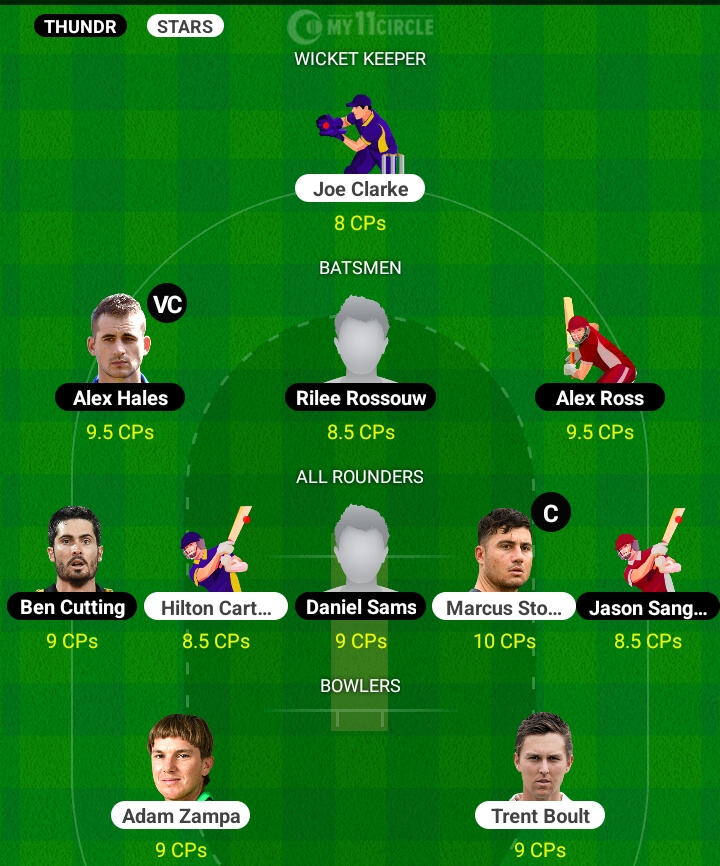 THUNDR STARS MY11CIRCLE
WICKET KEEPER
Joe Clarke
8 CPs
BATSMEN
VC
Alex Hales Rilee Rossouw Alex Ross
9.5 CPs 8.5 CPs 9.5 CPs
ALL ROUNDERS
C
Ben Cutting Hilton Cart... Daniel Sams Marcus Sto... Jason Sang...
9 CPs 8.5 CPs 9 CPs 10 CPs 8.5 CPs
BOWLERS
Adam Zampa Trent Boult
9 CPs 9 CPs